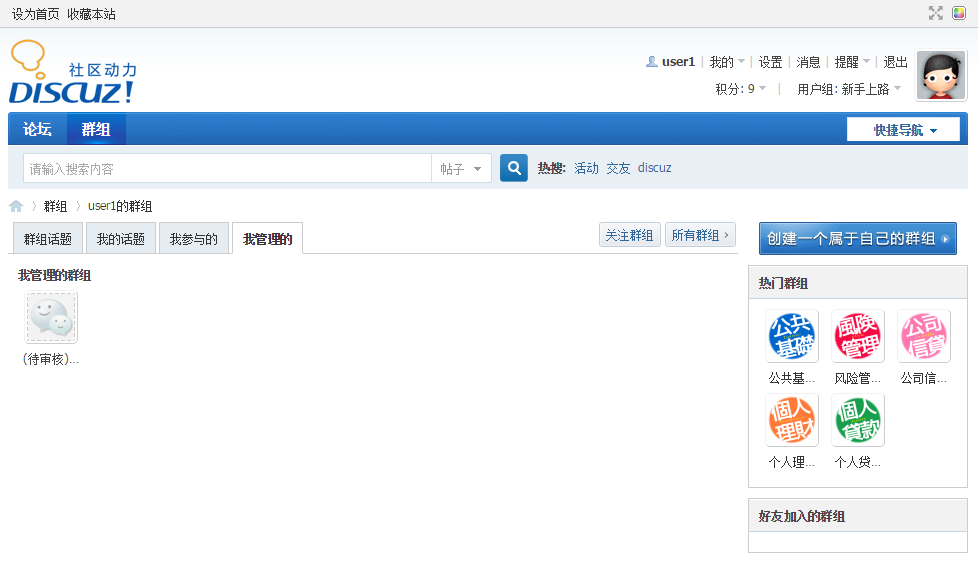 设为首页 收藏本站
社区动力
DISCUZ!
user1 | 我的 | 设置 | 消息 | 提醒 | 退出
积分: 9 | 用户组: 新手上路
论坛 群组 快捷导航
请输入搜索内容 帖子 热搜: 活动 交友 discuz
群组 › user1的群组
群组话题 我的话题 我参与的 我管理的 关注群组 所有群组 ›
创建一个属于自己的群组
我管理的群组
(待审核)...
热门群组
公共基礎 風険管理 公司信貸
公共基... 风险管... 公司信...
個人理財 個人貸款
个人理... 个人贷...
好友加入的群组